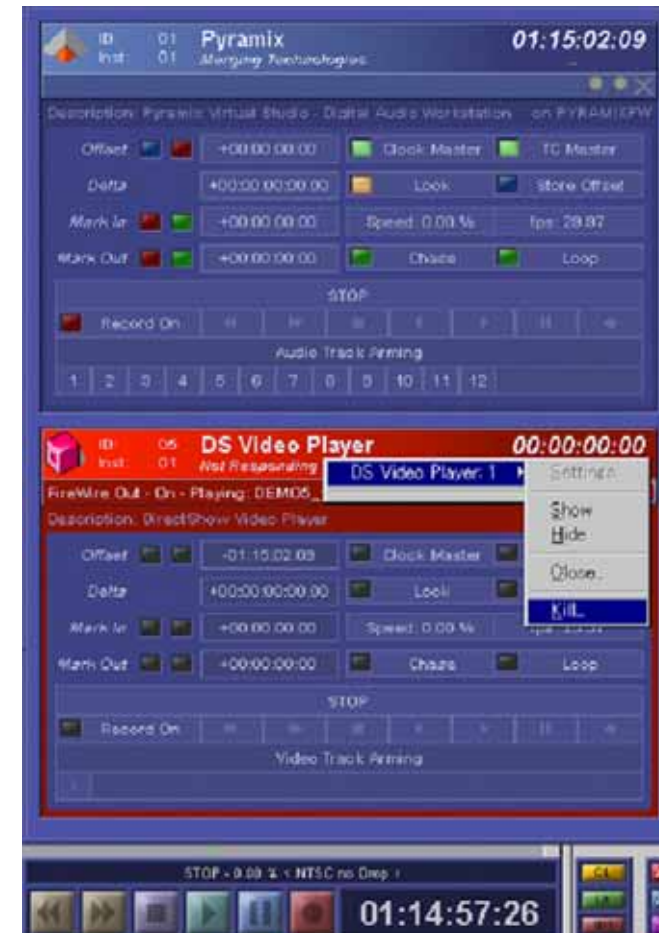 ID: 01 Pyramix 01:15:02:09
Inst: 01 Merging Technologies
Description: Pyramix Virtual Studio - Digital Audio Workstation on PYRAMIXPW
Offset +00:00:00:00 Clock Master TC Master
Delta +00:00:00:00.00 Lock Store Offset
Mark In +00:00:00:00 Speed: 0.00 % fps: 29.97
Mark Out +00:00:00:00 Chase Loop
STOP
Record On
Audio Track Arming
1 2 3 4 5 6 7 8 9 10 11 12
ID: 05 DS Video Player 00:00:00:00
Inst: 01 Not Responding
DS Video Player: 1
Settings
FireWire Out - On - Playing: DEMO5_
Show
Description: DirectShow Video Player
Hide
Offset -01:15:02:09 Clock Master
Close..
Delta +00:00:00:00.00 Lock
Kill..
Mark In +00:00:00:00 Speed: 0.00 %
Mark Out +00:00:00:00 Chase Loop
STOP
Record On
Video Track Arming
1
STOP - 0.00 % < NTSC no Drop >
01:14:57:26